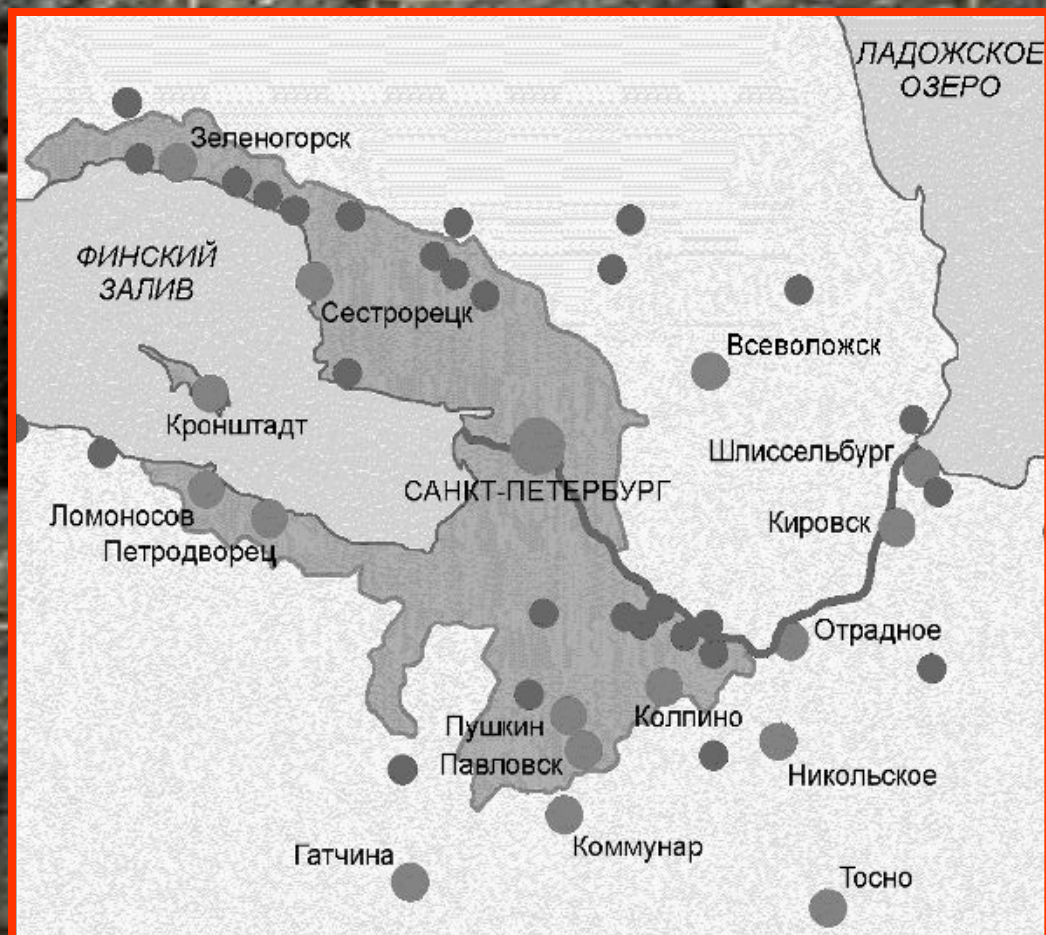 ЛАДОЖСКОЕ
ОЗЕРО
Зеленогорск
ФИНСКИЙ
ЗАЛИВ
Сестрорецк
Всеволожск
Кронштадт
Шлиссельбург
САНКТ-ПЕТЕРБУРГ
Ломоносов
Кировск
Петродворец
Отрадное
Пушкин
Колпино
Павловск
Никольское
Коммунар
Гатчина
Тосно